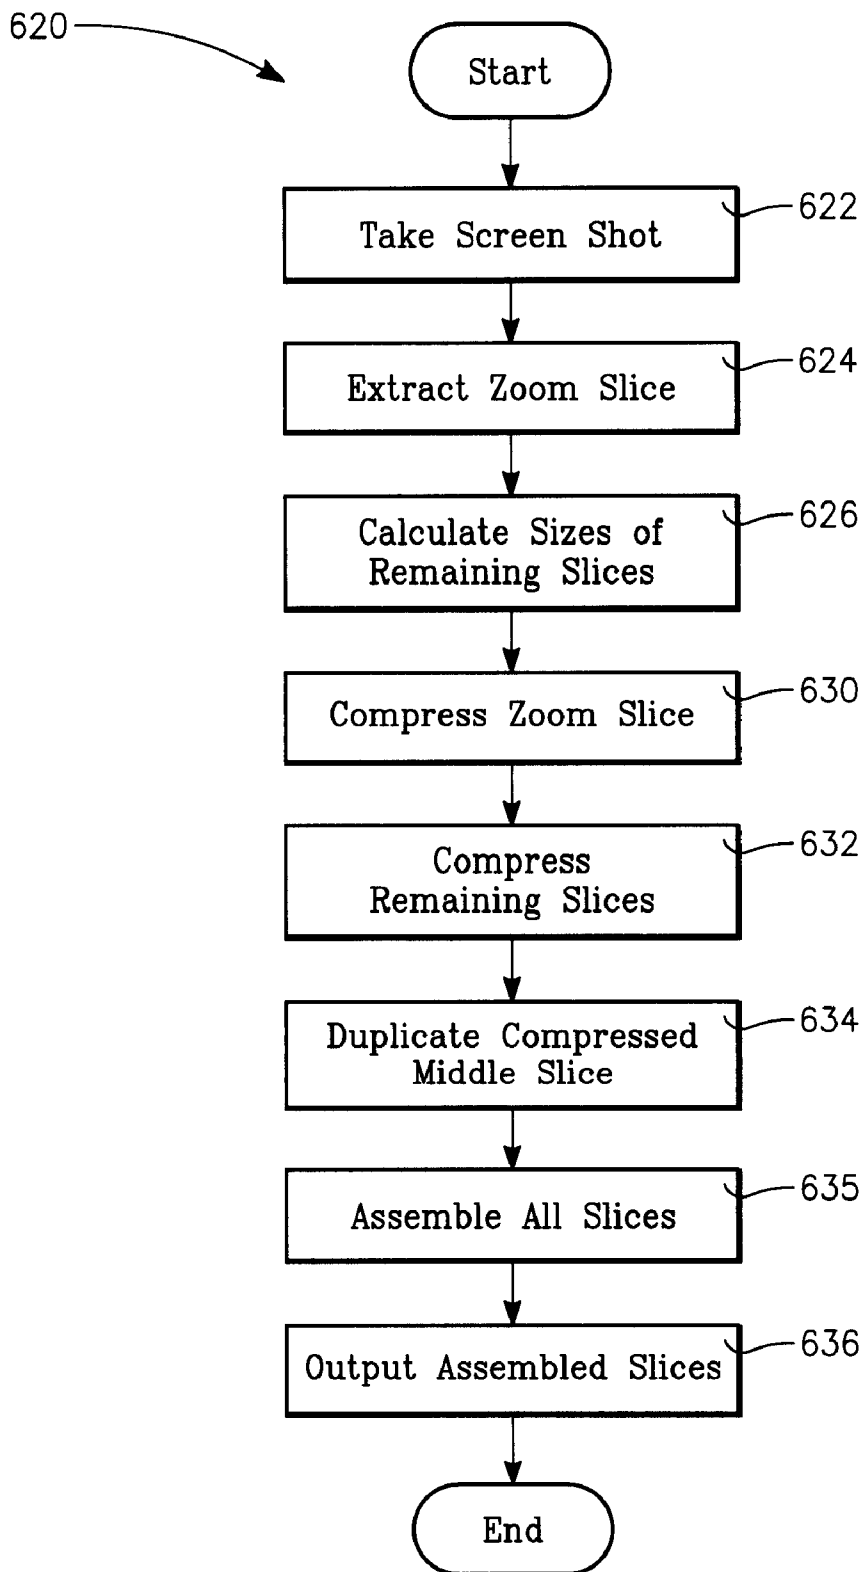 620
Start
Take Screen Shot
622
Extract Zoom Slice
624
Calculate Sizes of
Remaining Slices
626
Compress Zoom Slice
630
Compress
Remaining Slices
632
Duplicate Compressed
Middle Slice
634
Assemble All Slices
635
Output Assembled Slices
636
End